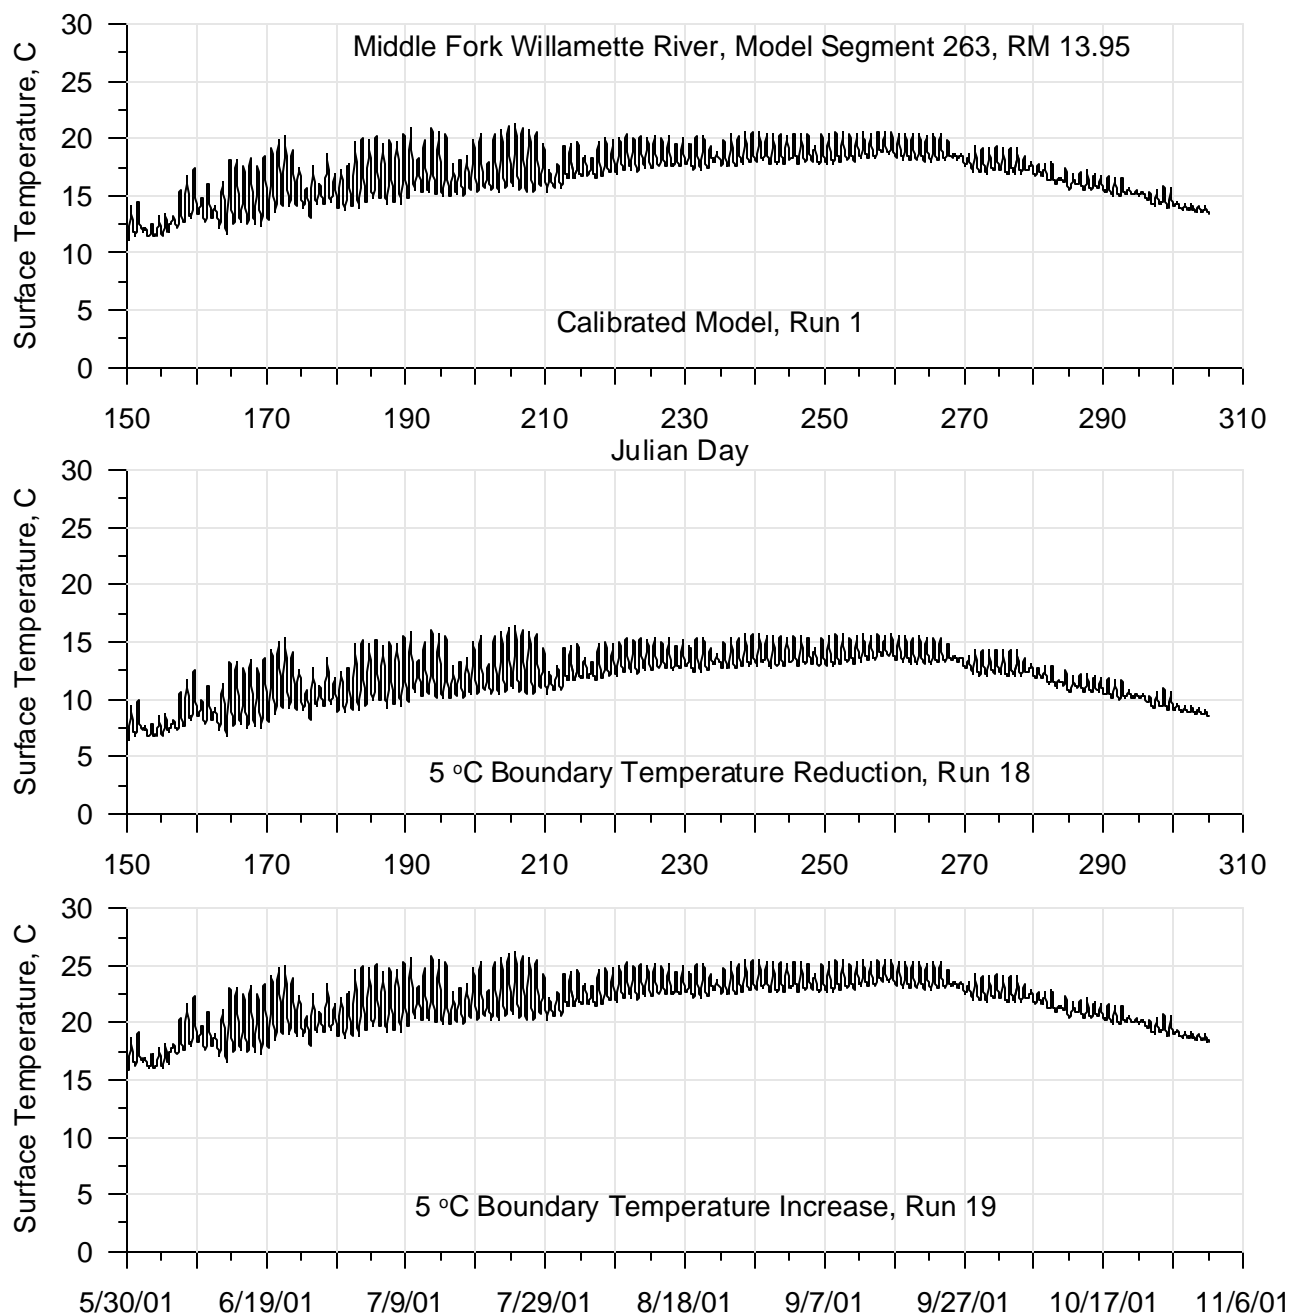 30
Middle Fork Willamette River, Model Segment 263, RM 13.95
25
20
15
10
5
0
Surface Temperature, C
Calibrated Model, Run 1
150 170 190 210 230 250 270 290 310
Julian Day
30
25
20
15
10
5
0
Surface Temperature, C
5 °C Boundary Temperature Reduction, Run 18
150 170 190 210 230 250 270 290 310
30
25
20
15
10
5
0
Surface Temperature, C
5 °C Boundary Temperature Increase, Run 19
5/30/01 6/19/01 7/9/01 7/29/01 8/18/01 9/7/01 9/27/01 10/17/01 11/6/01